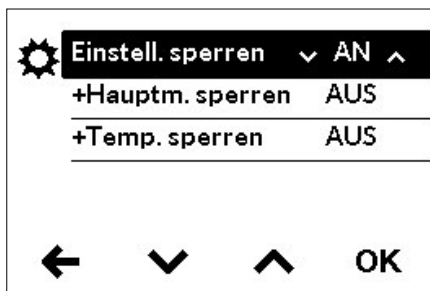 Einstell. sperren AN
+Hauptm. sperren AUS
+Temp. sperren AUS
OK